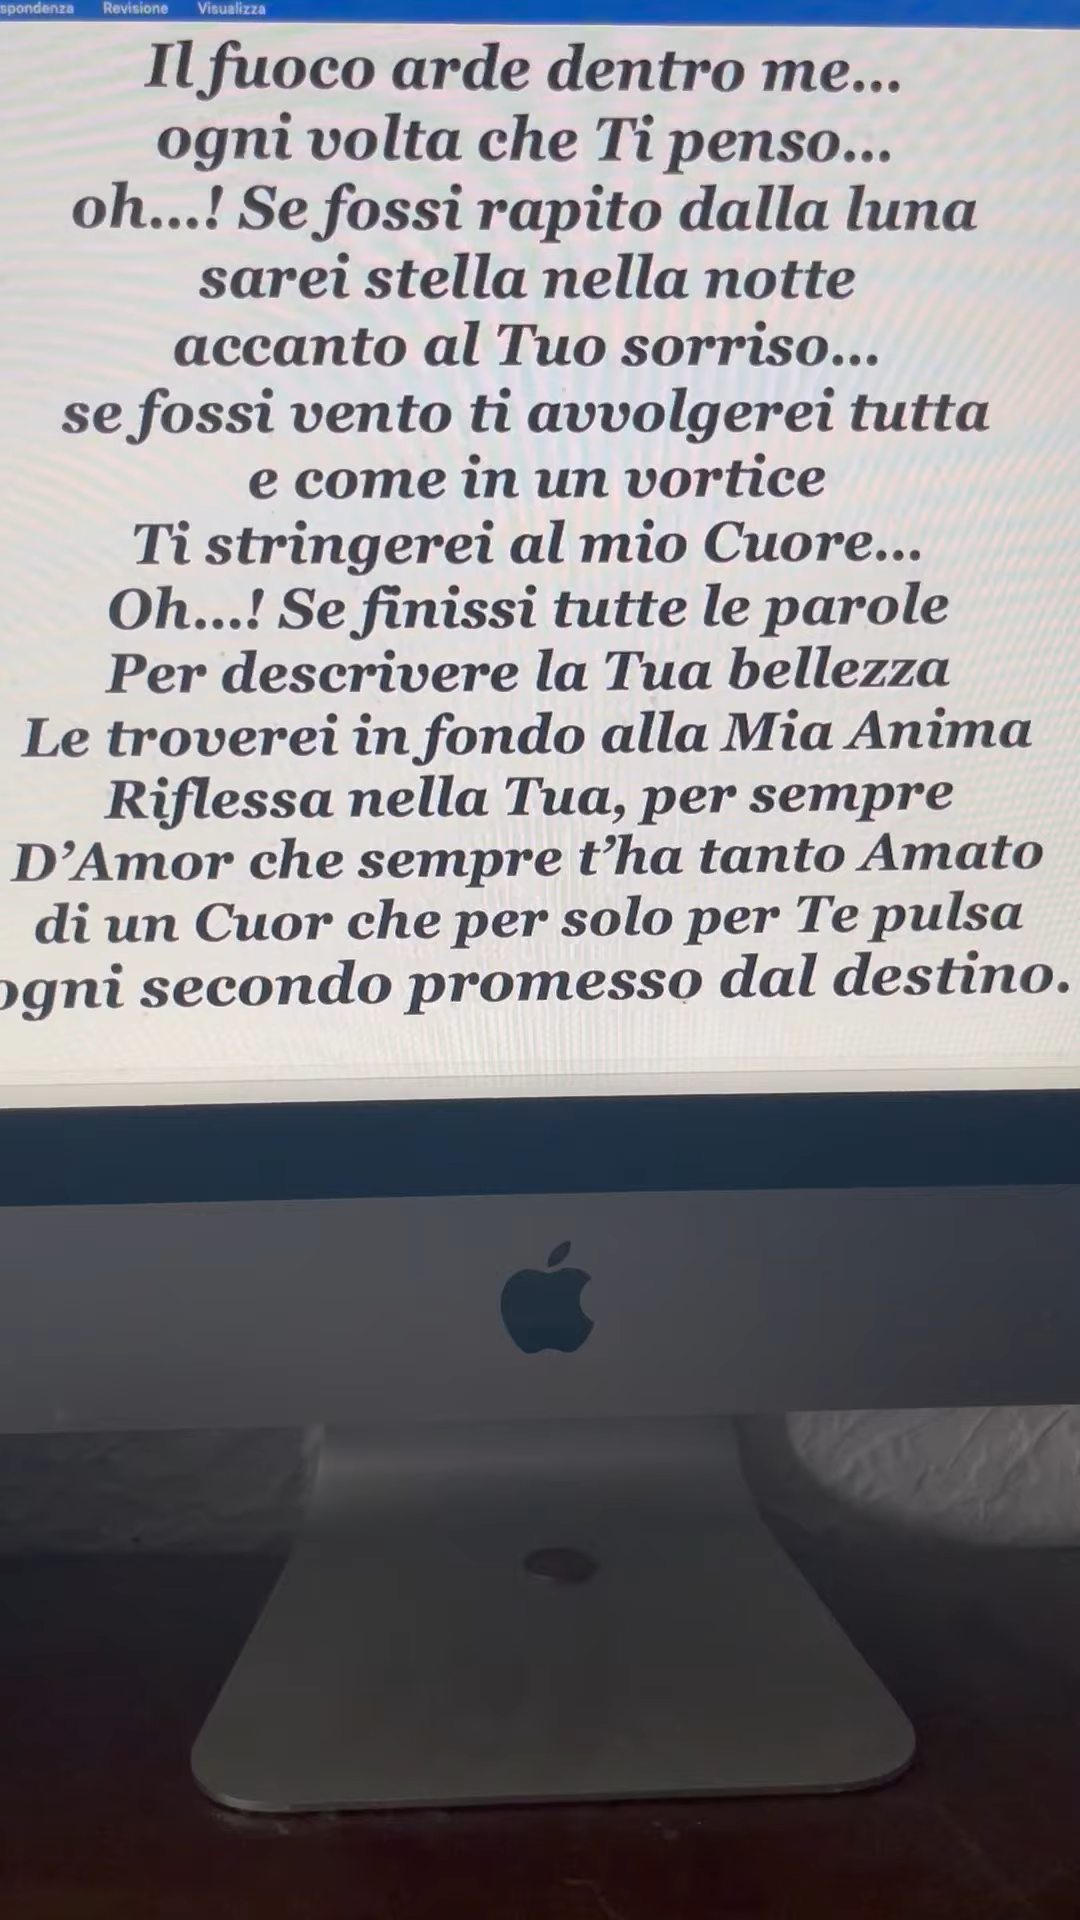 Revisione Visualizza
Il fuoco arde dentro me...
ogni volta che Ti penso...
oh...! Se fossi rapito dalla luna
sarei stella nella notte
accanto al Tuo sorriso...
se fossi vento ti avvolgerei tutta
e come in un vortice
Ti stringerei al mio Cuore...
Oh...! Se finissi tutte le parole
Per descrivere la Tua bellezza
Le troverei in fondo alla Mia Anima
Riflessa nella Tua, per sempre
D’Amor che sempre t’ha tanto Amato
di un Cuor che per solo per Te pulsa
ogni secondo promesso dal destino.